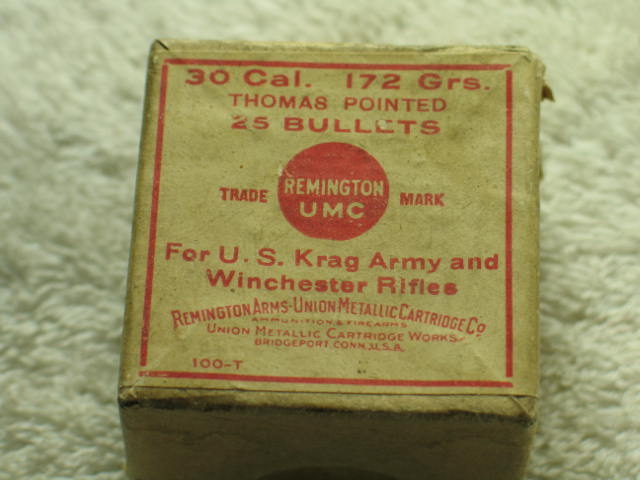 30 Cal. 172 Grs.
THOMAS POINTED
25 BULLETS
TRADE REMINGTON UMC MARK
For U. S. Krag Army and
Winchester Rifles
REMINGTON ARMS-UNION METALLIC CARTRIDGE Co.
AMMUNITION & FIREARMS
UNION METALLIC CARTRIDGE WORKS
BRIDGEPORT, CONN., U.S.A.
100-T